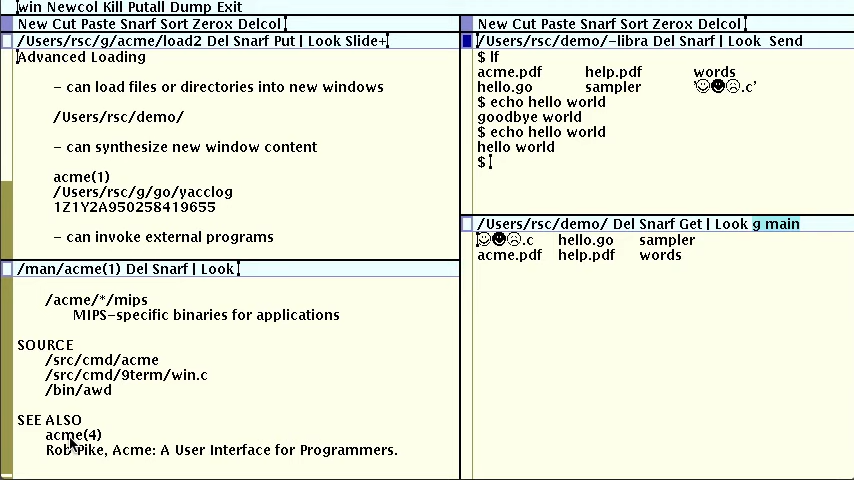 win Newcol Kill Putall Dump Exit
New Cut Paste Snarf Sort Zerox Delcol
/Users/rsc/g/acme/load2 Del Snarf Put | Look Slide+
Advanced Loading
– can load files or directories into new windows
/Users/rsc/demo/
– can synthesize new window content
acme(1)
/Users/rsc/g/go/yacclog
1Z1Y2A950258419655
– can invoke external programs
/man/acme(1) Del Snarf | Look
/acme/*/mips
MIPS–specific binaries for applications
SOURCE
/src/cmd/acme
/src/cmd/9term/win.c
/bin/awd
SEE ALSO
acme(4)
Rob Pike, Acme: A User Interface for Programmers.
New Cut Paste Snarf Sort Zerox Delcol
/Users/rsc/demo/–libra Del Snarf | Look Send
$ lf
acme.pdf help.pdf words
hello.go sampler '☺☻☹.c'
$ echo hello world
goodbye world
$ echo hello world
hello world
$
/Users/rsc/demo/ Del Snarf Get | Look g main
☺☻☹.c hello.go sampler
acme.pdf help.pdf words